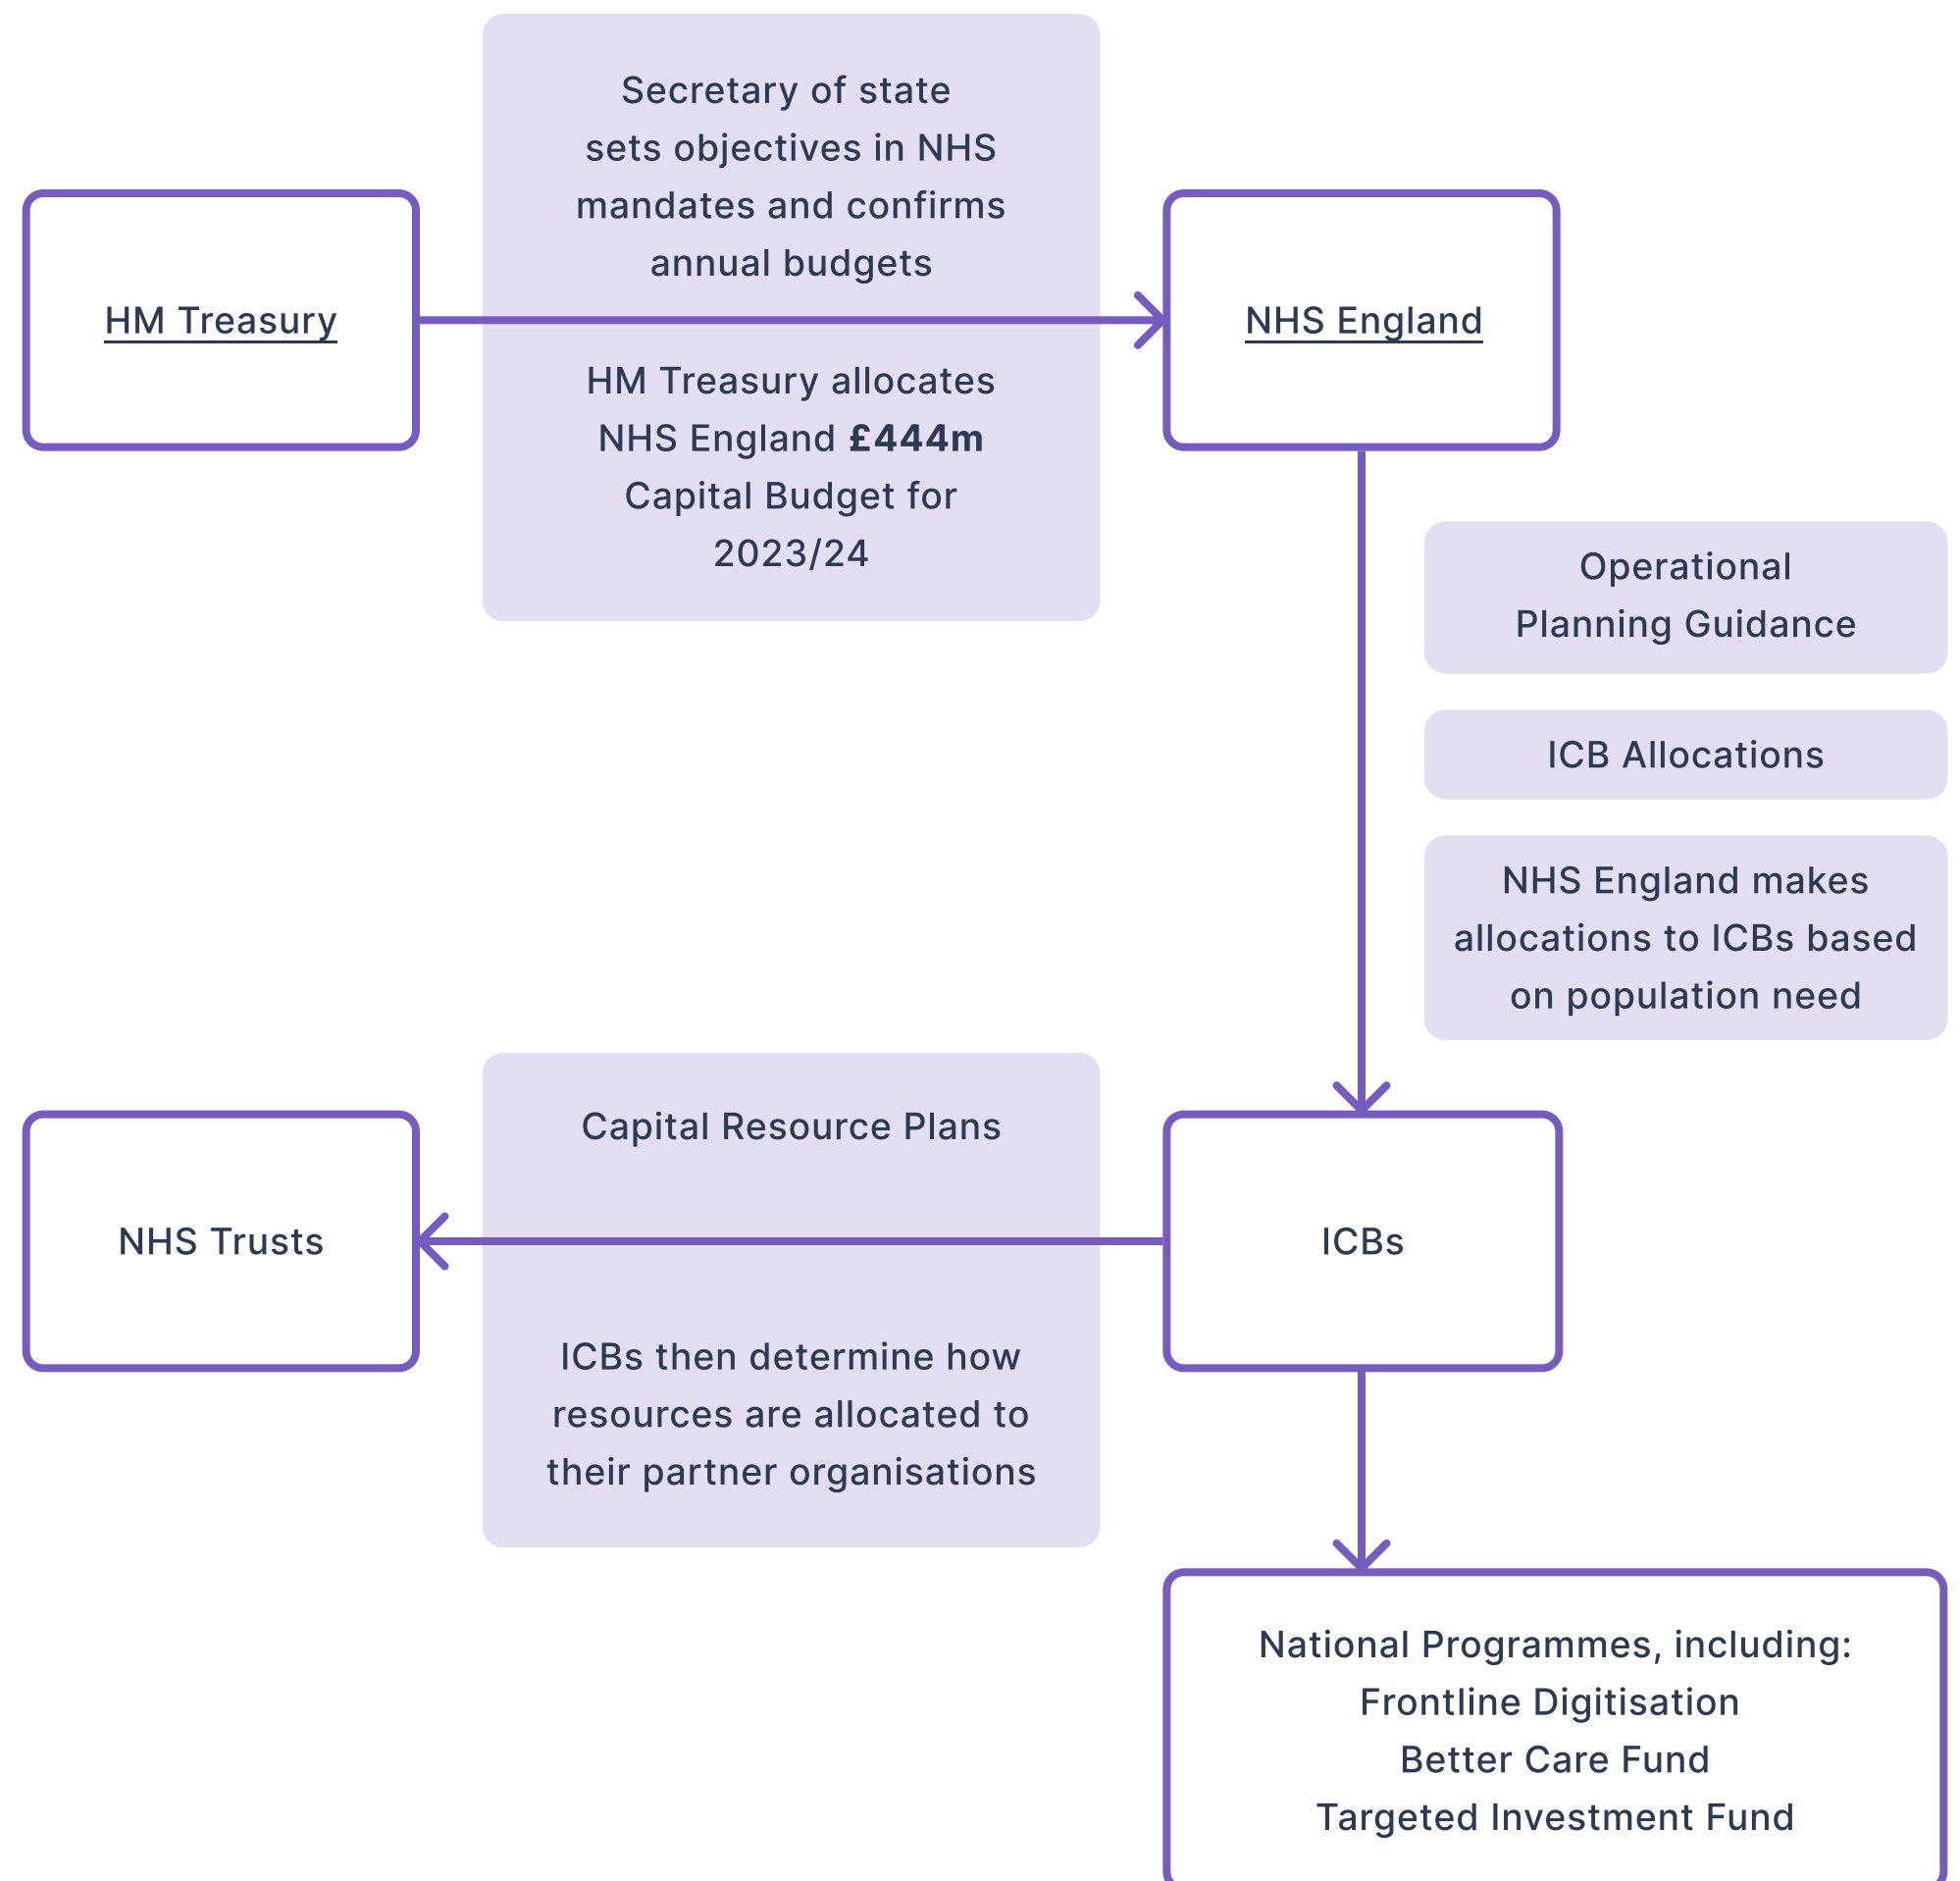 Secretary of state
sets objectives in NHS
mandates and confirms
annual budgets
HM Treasury
NHS England
HM Treasury allocates
NHS England £444m
Capital Budget for
2023/24
Operational
Planning Guidance
ICB Allocations
NHS England makes
allocations to ICBs based
on population need
Capital Resource Plans
NHS Trusts
ICBs
ICBs then determine how
resources are allocated to
their partner organisations
National Programmes, including:
Frontline Digitisation
Better Care Fund
Targeted Investment Fund